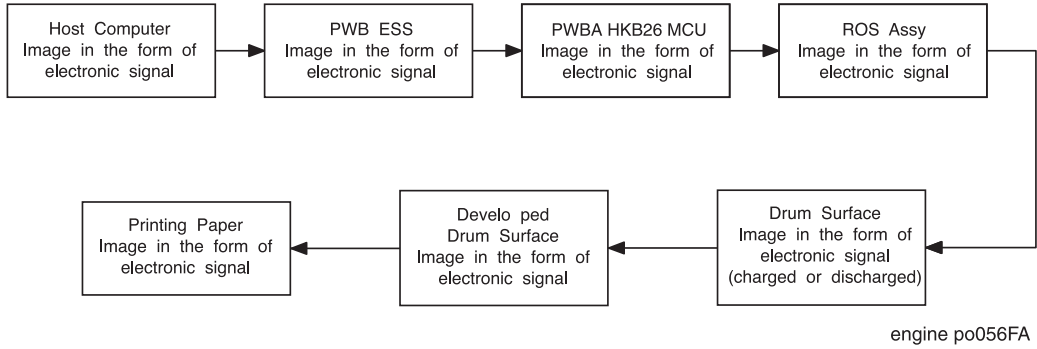 Host Computer
Image in the form of
electronic signal
PWB ESS
Image in the form of
electronic signal
PWBA HKB26 MCU
Image in the form of
electronic signal
ROS Assy
Image in the form of
electronic signal
Printing Paper
Image in the form of
electronic signal
Develo ped
Drum Surface
Image in the form of
electronic signal
Drum Surface
Image in the form of
electronic signal
(charged or discharged)
engine po056FA